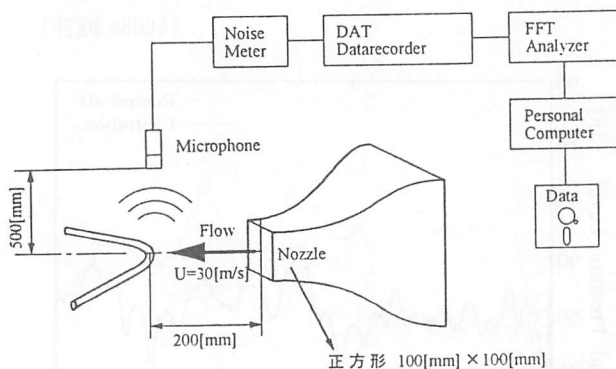 Noise
Meter
DAT
Datarecorder
FFT
Analyzer
Personal
Computer
Data
Microphone
500[mm]
Flow
U=30[m/s]
Nozzle
200[mm]
正方形 100[mm]×100[mm]